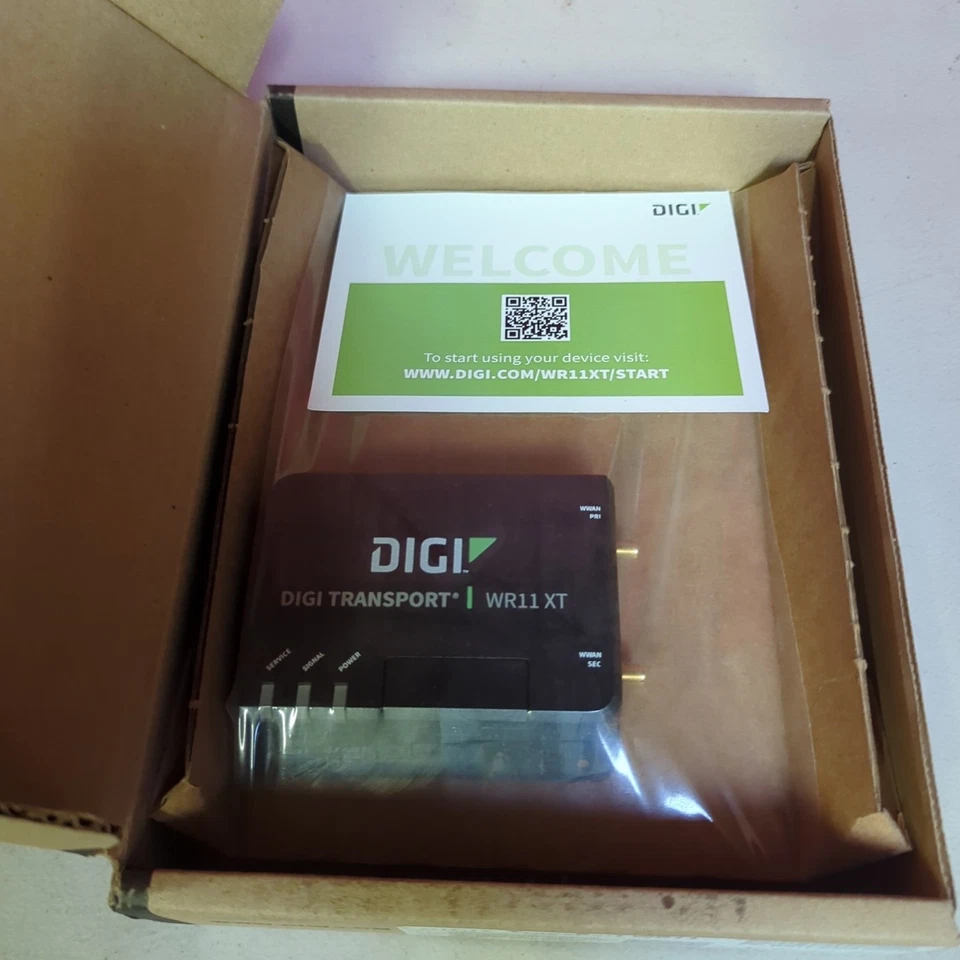 DIGI
WELCOME
To start using your device visit:
WWW.DIGI.COM/WR11XT/START
WWAN
PRI
DIGI
DIGI TRANSPORT® | WR11 XT
SERVICE
SIGNAL
POWER
WWAN
SEC